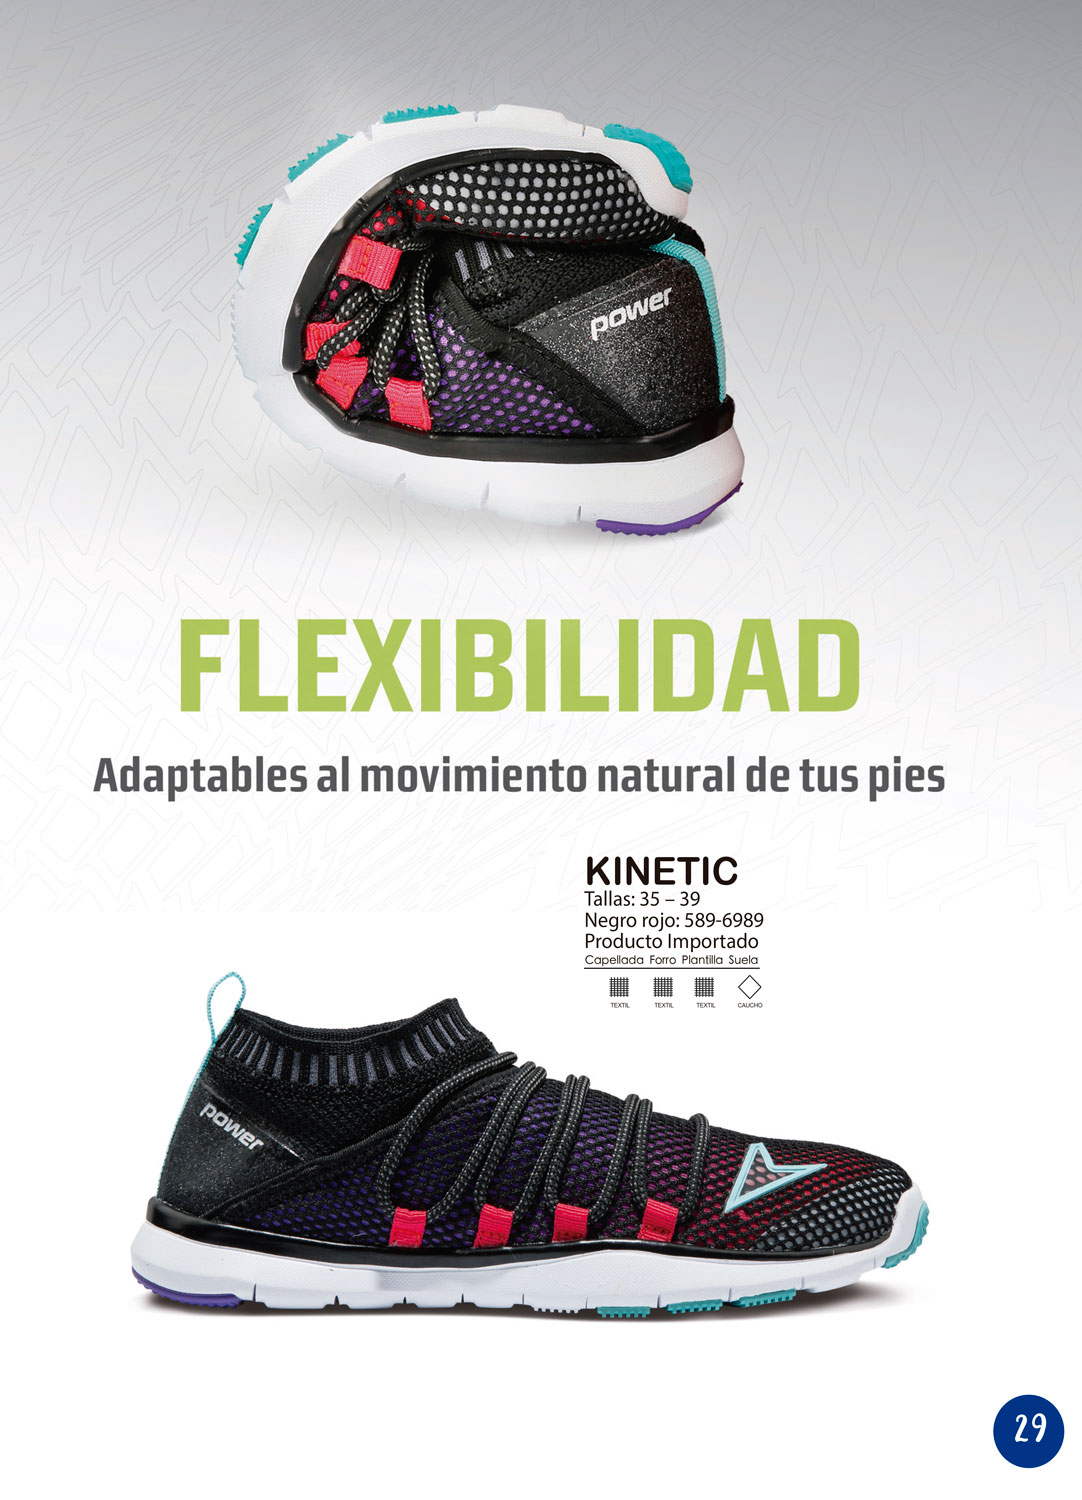 power
FLEXIBILIDAD
Adaptables al movimiento natural de tus pies
KINETIC
Tallas: 35 – 39
Negro rojo: 589-6989
Producto Importado
Capellada Forro Plantilla Suela
TEXTIL TEXTIL TEXTIL CAUCHO
power
29